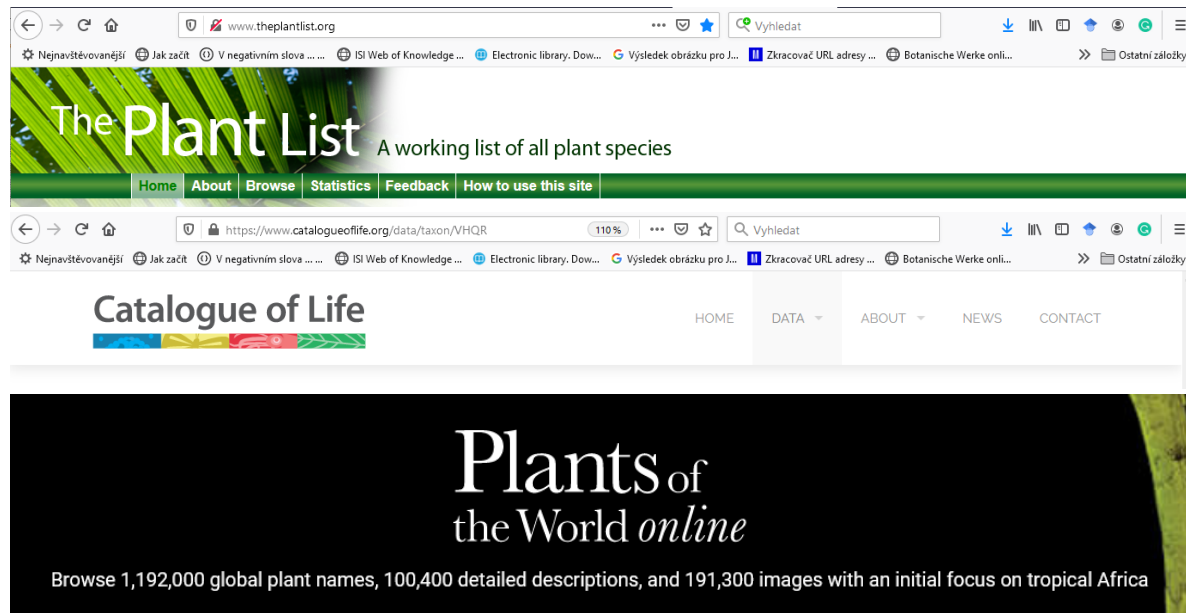 www.theplantlist.org Vyhledat
Nejnavštěvovanější Jak začít V negativním slova ... ... ISI Web of Knowledge ... Electronic library. Dow... Výsledek obrázku pro J... Zkracovač URL adresy ... Botanische Werke onli... Ostatní záložky
The Plant List A working list of all plant species
Home About Browse Statistics Feedback How to use this site
https://www.catalogueoflife.org/data/taxon/VHQR 110% Vyhledat
Nejnavštěvovanější Jak začít V negativním slova ... ... ISI Web of Knowledge ... Electronic library. Dow... Výsledek obrázku pro J... Zkracovač URL adresy ... Botanische Werke onli... Ostatní záložky
Catalogue of Life HOME DATA ABOUT NEWS CONTACT
Plants of
the World online
Browse 1,192,000 global plant names, 100,400 detailed descriptions, and 191,300 images with an initial focus on tropical Africa